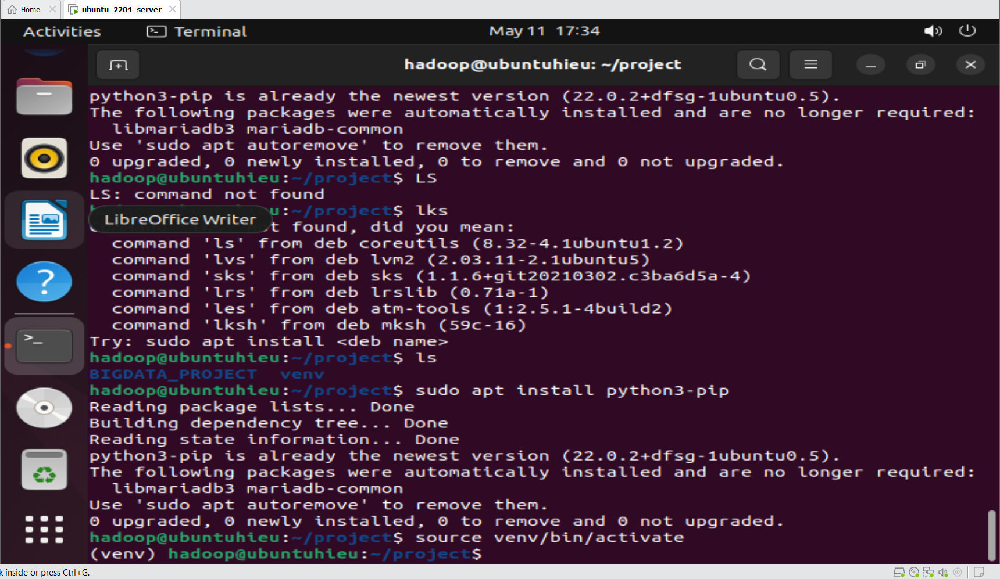 Home
ubuntu_2204_server
Activities
Terminal
May 11 17:34
hadoop@ubuntuhieu: ~/project
python3-pip is already the newest version (22.0.2+dfsg-1ubuntu0.5).
The following packages were automatically installed and are no longer required:
libmariadb3 mariadb-common
Use 'sudo apt autoremove' to remove them.
0 upgraded, 0 newly installed, 0 to remove and 0 not upgraded.
hadoop@ubuntuhieu:~/project$ LS
LS: command not found
u:~/project$ lks
LibreOffice Writer
found, did you mean:
command 'ls' from deb coreutils (8.32-4.1ubuntu1.2)
command 'lvs' from deb lvm2 (2.03.11-2.1ubuntu5)
command 'sks' from deb sks (1.1.6+git20210302.c3ba6d5a-4)
command 'lrs' from deb lrslib (0.71a-1)
command 'les' from deb atm-tools (1:2.5.1-4build2)
command 'lksh' from deb mksh (59c-16)
Try: sudo apt install <deb name>
hadoop@ubuntuhieu:~/project$ ls
BIGDATA_PROJECT venv
hadoop@ubuntuhieu:~/project$ sudo apt install python3-pip
Reading package lists... Done
Building dependency tree... Done
Reading state information... Done
python3-pip is already the newest version (22.0.2+dfsg-1ubuntu0.5).
The following packages were automatically installed and are no longer required:
libmariadb3 mariadb-common
Use 'sudo apt autoremove' to remove them.
0 upgraded, 0 newly installed, 0 to remove and 0 not upgraded.
hadoop@ubuntuhieu:~/project$ source venv/bin/activate
(venv) hadoop@ubuntuhieu:~/project$
k inside or press Ctrl+G.